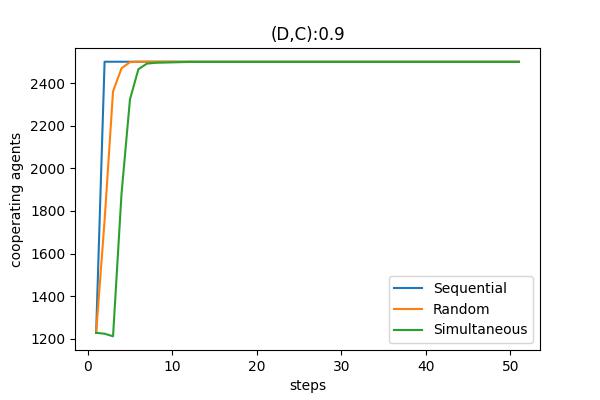 (D,C):0.9
cooperating agents
2400
2200
2000
1800
1600
1400
1200
Sequential
Random
Simultaneous
0 10 20 30 40 50
steps